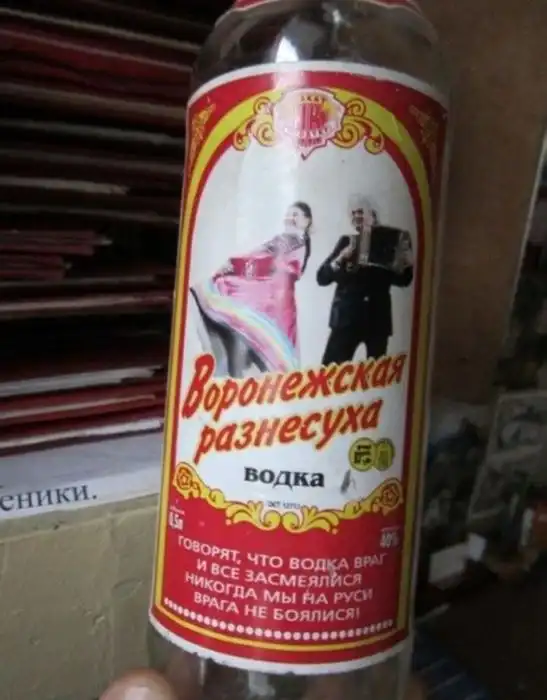 Воронежская
разнесуха
водка
еники.
0,5л
40%
ГОВОРЯТ, ЧТО ВОДКА ВРАГ
И ВСЕ ЗАСМЕЯЛИСЯ
НИКОГДА МЫ НА РУСИ
ВРАГА НЕ БОЯЛИСЯ!